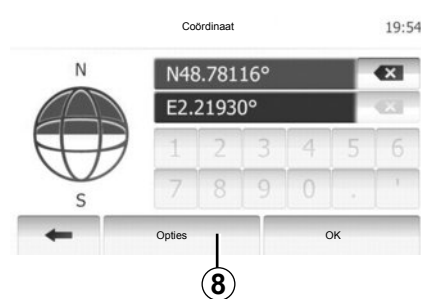 Coördinaat 19:54
N
N48.78116°
E2.21930°
1 2 3 4 5 6
7 8 9 0 . '
S
Opties OK
8